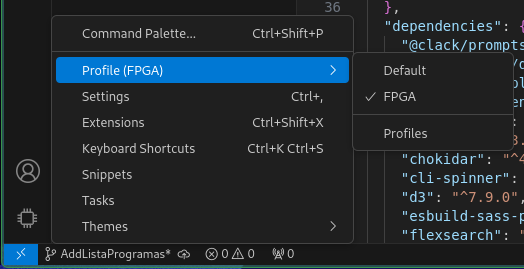 36
},
"dependencies": {
"@clack/prompts
Command Palette... Ctrl+Shift+P
Profile (FPGA)
Settings Ctrl+,
Extensions Ctrl+Shift+X
Keyboard Shortcuts Ctrl+K Ctrl+S
Snippets
Tasks
Themes
Default
FPGA
Profiles
"chokidar": "^4
"cli-spinner":
"d3": "^7.9.0",
"esbuild-sass-p
"flexsearch": "
AddListaProgramas* 0 0 0